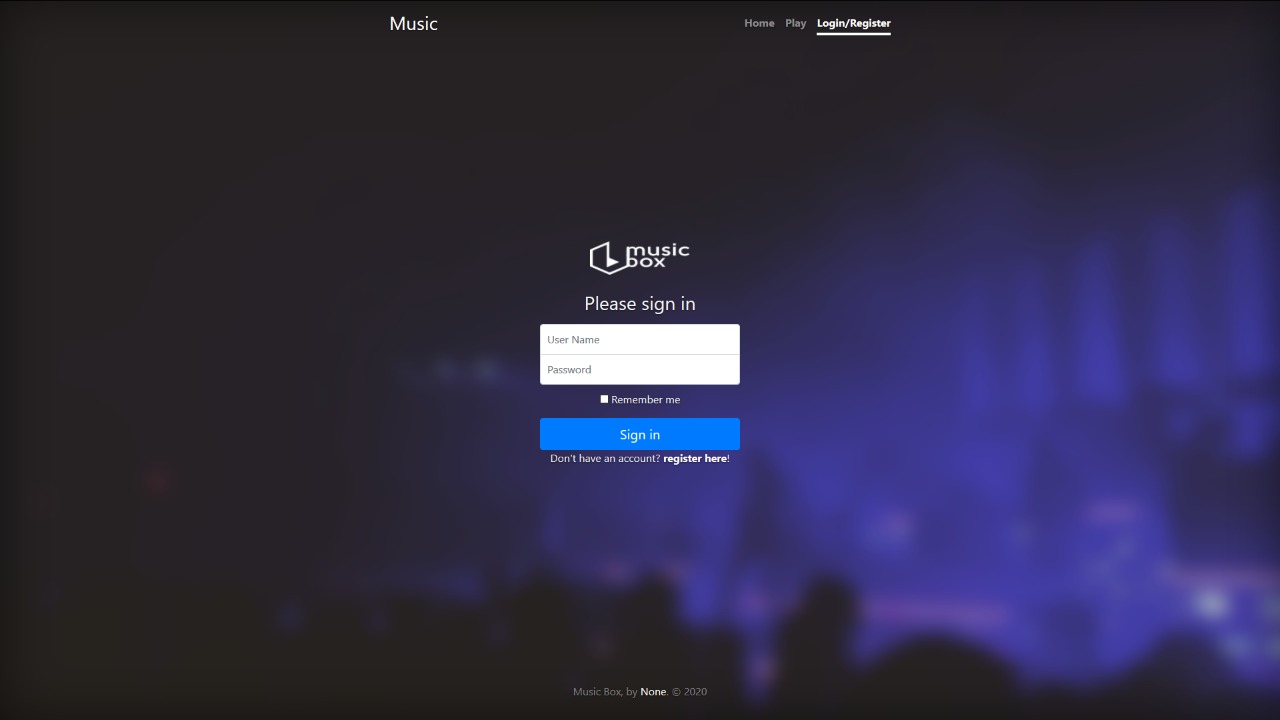 Music
Home Play Login/Register
music
box
Please sign in
User Name
Password
Remember me
Sign in
Don't have an account? register here!
Music Box, by None. © 2020